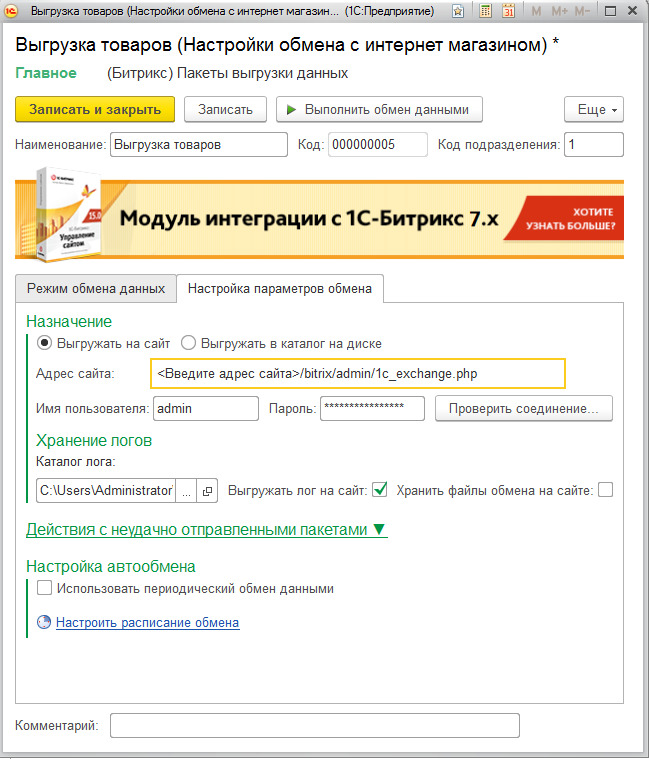 Выгрузка товаров (Настройки обмена с интернет магазин... (1С:Предприятие)
31 M M+ M-
Выгрузка товаров (Настройки обмена с интернет магазином) *
Главное (Битрикс) Пакеты выгрузки данных
Записать и закрыть Записать Выполнить обмен данными Еще
Наименование: Выгрузка товаров Код: 000000005 Код подразделения: 1
1С-Битрикс
15.0
Управление сайтом
Модуль интеграции с 1С-Битрикс 7.x
ХОТИТЕ
УЗНАТЬ БОЛЬШЕ?
Режим обмена данных Настройка параметров обмена
Назначение
Выгружать на сайт Выгружать в каталог на диске
Адрес сайта: <Введите адрес сайта>/bitrix/admin/1c_exchange.php
Имя пользователя: admin Пароль: **************** Проверить соединение...
Хранение логов
Каталог лога:
C:\Users\Administrator\ ... Выгружать лог на сайт: Хранить файлы обмена на сайте:
Действия с неудачно отправленными пакетами ▼
Настройка автообмена
Использовать периодический обмен данными
Настроить расписание обмена
Комментарий: